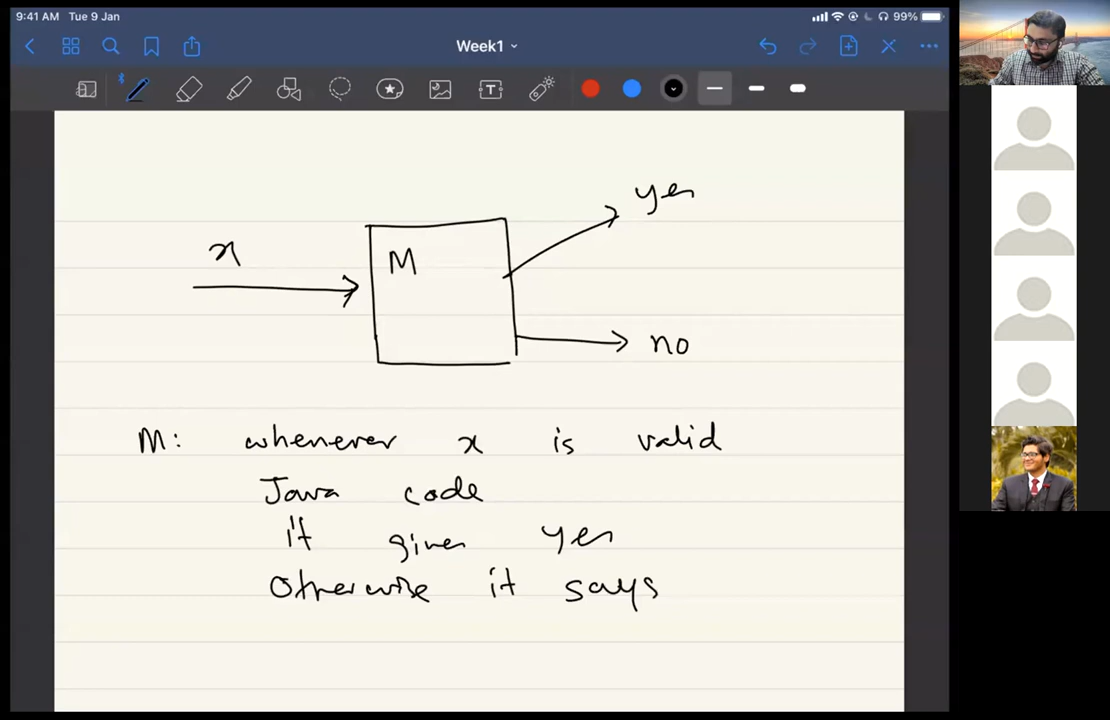 9:41 AM Tue 9 Jan
99%
Week1
T
yes
x
M
no
M: whenever x is valid
Java code
it gives yes
Otherwise it says